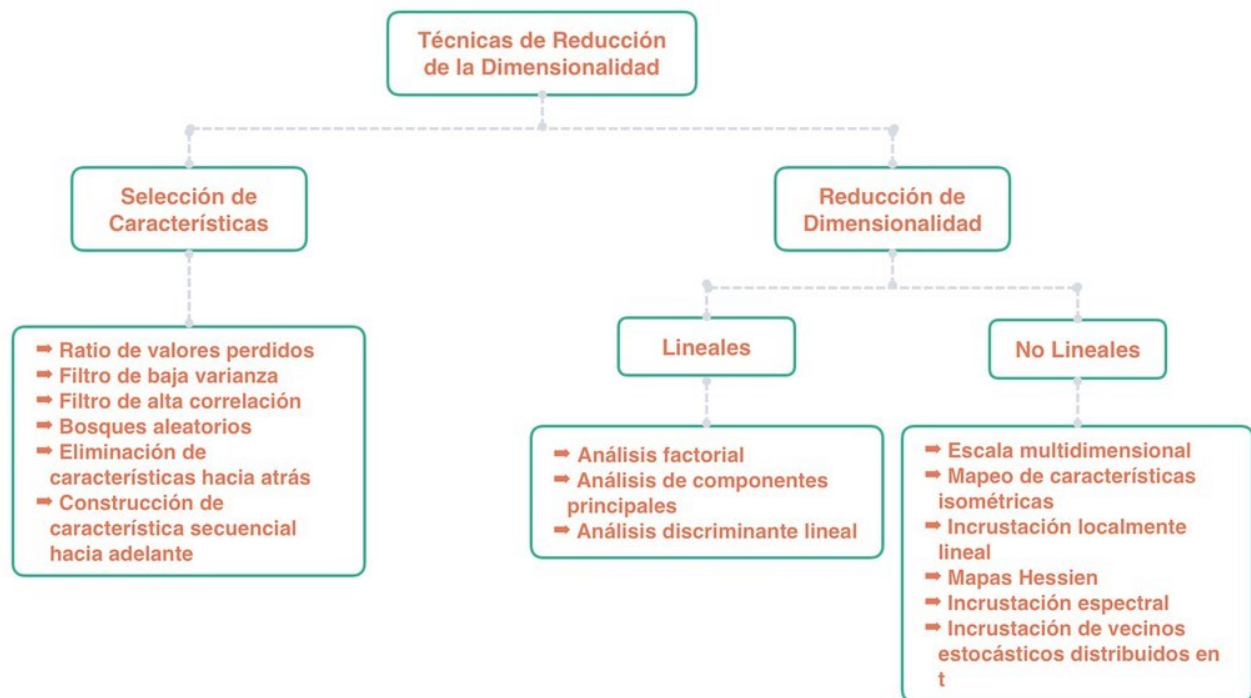 Técnicas de Reducción
de la Dimensionalidad
Selección de
Características
Reducción de
Dimensionalidad
➡ Ratio de valores perdidos
➡ Filtro de baja varianza
➡ Filtro de alta correlación
➡ Bosques aleatorios
➡ Eliminación de
características hacia atrás
➡ Construcción de
característica secuencial
hacia adelante
Lineales
➡ Análisis factorial
➡ Análisis de componentes
principales
➡ Análisis discriminante lineal
No Lineales
➡ Escala multidimensional
➡ Mapeo de características
isométricas
➡ Incrustación localmente
lineal
➡ Mapas Hessien
➡ Incrustación espectral
➡ Incrustación de vecinos
estocásticos distribuidos en
t